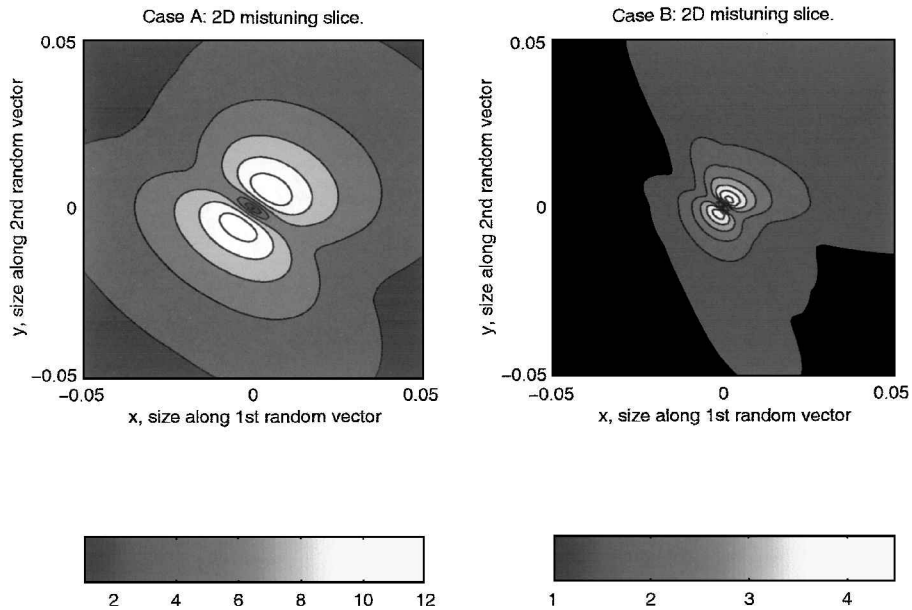 Case A: 2D mistuning slice.
0.05
0
−0.05
−0.05 0 0.05
y, size along 2nd random vector
x, size along 1st random vector
2 4 6 8 10 12
Case B: 2D mistuning slice.
0.05
0
−0.05
−0.05 0 0.05
y, size along 2nd random vector
x, size along 1st random vector
1 2 3 4